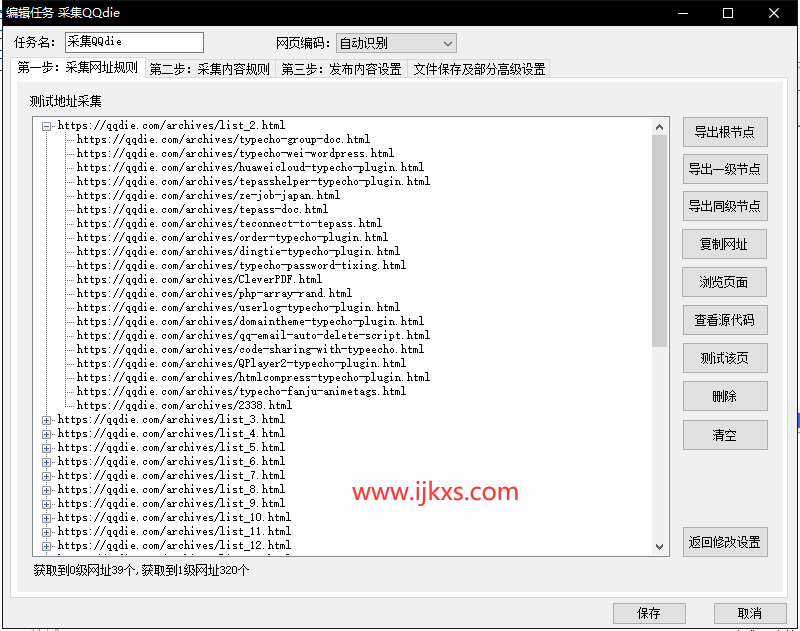 编辑任务 采集QQdie
任务名： 采集QQdie 网页编码： 自动识别
第一步：采集网址规则 第二步：采集内容规则 第三步：发布内容设置 文件保存及部分高级设置
测试地址采集
https://qqdie.com/archives/list_2.html
https://qqdie.com/archives/typecho-group-doc.html
https://qqdie.com/archives/typecho-wei-wordpress.html
https://qqdie.com/archives/huaweicloud-typecho-plugin.html
https://qqdie.com/archives/tepasshelper-typecho-plugin.html
https://qqdie.com/archives/ze-job-japan.html
https://qqdie.com/archives/tepass-doc.html
https://qqdie.com/archives/teconnect-to-tepass.html
https://qqdie.com/archives/order-typecho-plugin.html
https://qqdie.com/archives/dingtie-typecho-plugin.html
https://qqdie.com/archives/typecho-password-tixing.html
https://qqdie.com/archives/CleverPDF.html
https://qqdie.com/archives/php-array-rand.html
https://qqdie.com/archives/userlog-typecho-plugin.html
https://qqdie.com/archives/domaintheme-typecho-plugin.html
https://qqdie.com/archives/qq-email-auto-delete-script.html
https://qqdie.com/archives/code-sharing-with-typeecho.html
https://qqdie.com/archives/QPlayer2-typecho-plugin.html
https://qqdie.com/archives/htmlcompress-typecho-plugin.html
https://qqdie.com/archives/typecho-fanju-animetags.html
https://qqdie.com/archives/2338.html
https://qqdie.com/archives/list_3.html
https://qqdie.com/archives/list_4.html
https://qqdie.com/archives/list_5.html
https://qqdie.com/archives/list_6.html
https://qqdie.com/archives/list_7.html
https://qqdie.com/archives/list_8.html
https://qqdie.com/archives/list_9.html
https://qqdie.com/archives/list_10.html
https://qqdie.com/archives/list_11.html
https://qqdie.com/archives/list_12.html
www.ijkxs.com
导出根节点
导出一级节点
导出同级节点
复制网址
浏览页面
查看源代码
测试该页
删除
清空
返回修改设置
获取到0级网址39个,获取到1级网址320个
保存 取消